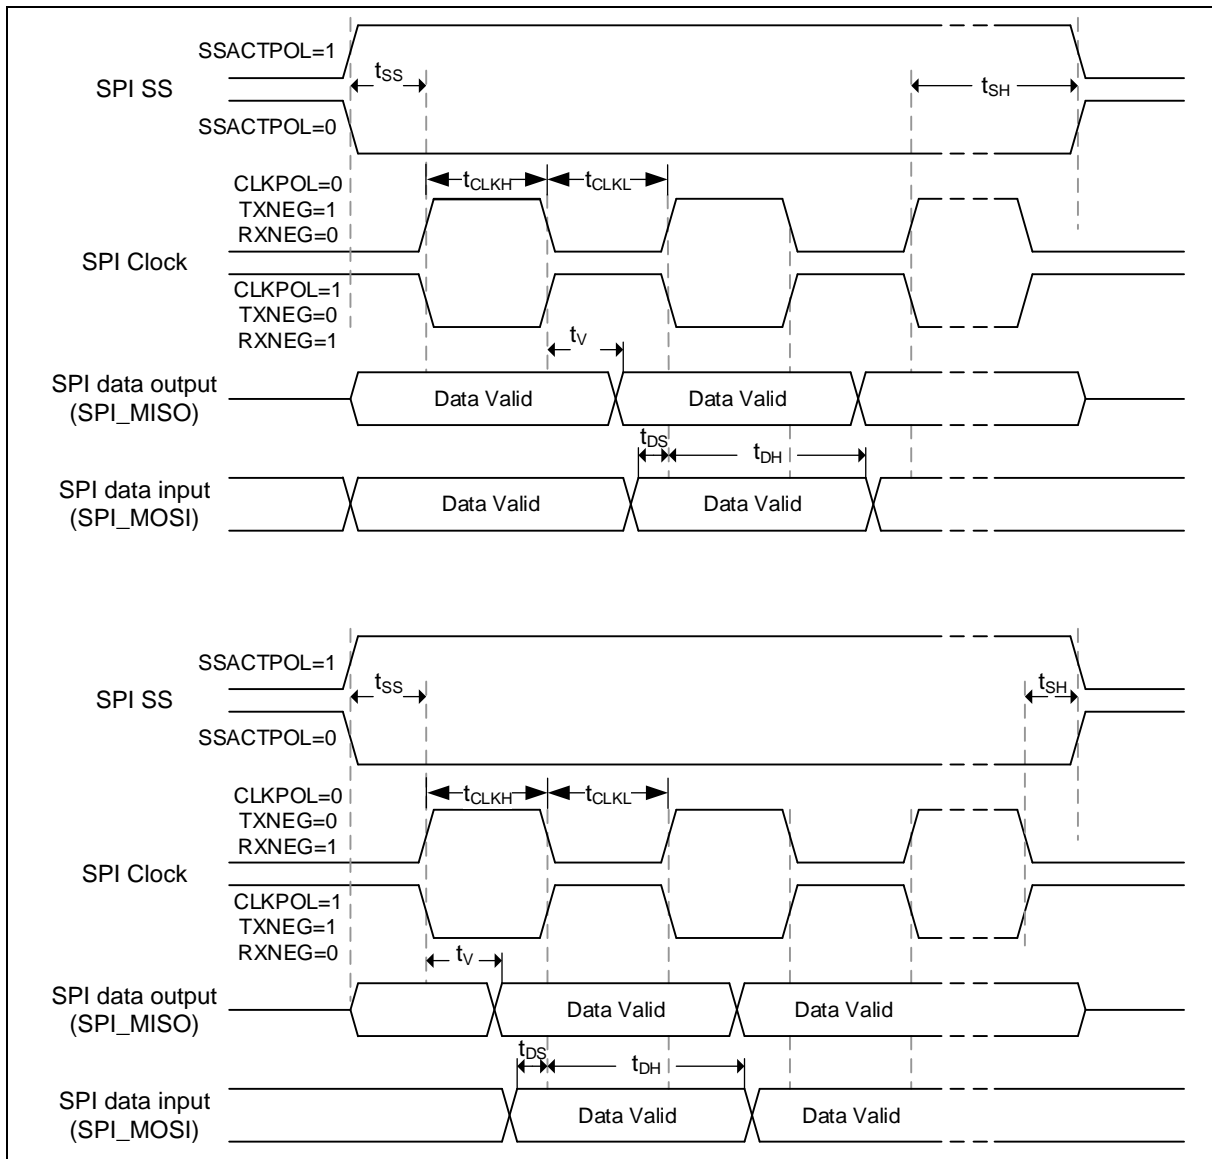 SSACTPOL=1
SPI SS
tSS
tSH
SSACTPOL=0
CLKPOL=0
TXNEG=1
RXNEG=0
tCLKH
tCLKL
SPI Clock
CLKPOL=1
TXNEG=0
RXNEG=1
tV
SPI data output
(SPI_MISO)
Data Valid
Data Valid
tDS
tDH
SPI data input
(SPI_MOSI)
Data Valid
Data Valid
SSACTPOL=1
SPI SS
tSS
tSH
SSACTPOL=0
CLKPOL=0
TXNEG=0
RXNEG=1
tCLKH
tCLKL
SPI Clock
CLKPOL=1
TXNEG=1
RXNEG=0
tV
SPI data output
(SPI_MISO)
Data Valid
Data Valid
tDS
tDH
SPI data input
(SPI_MOSI)
Data Valid
Data Valid